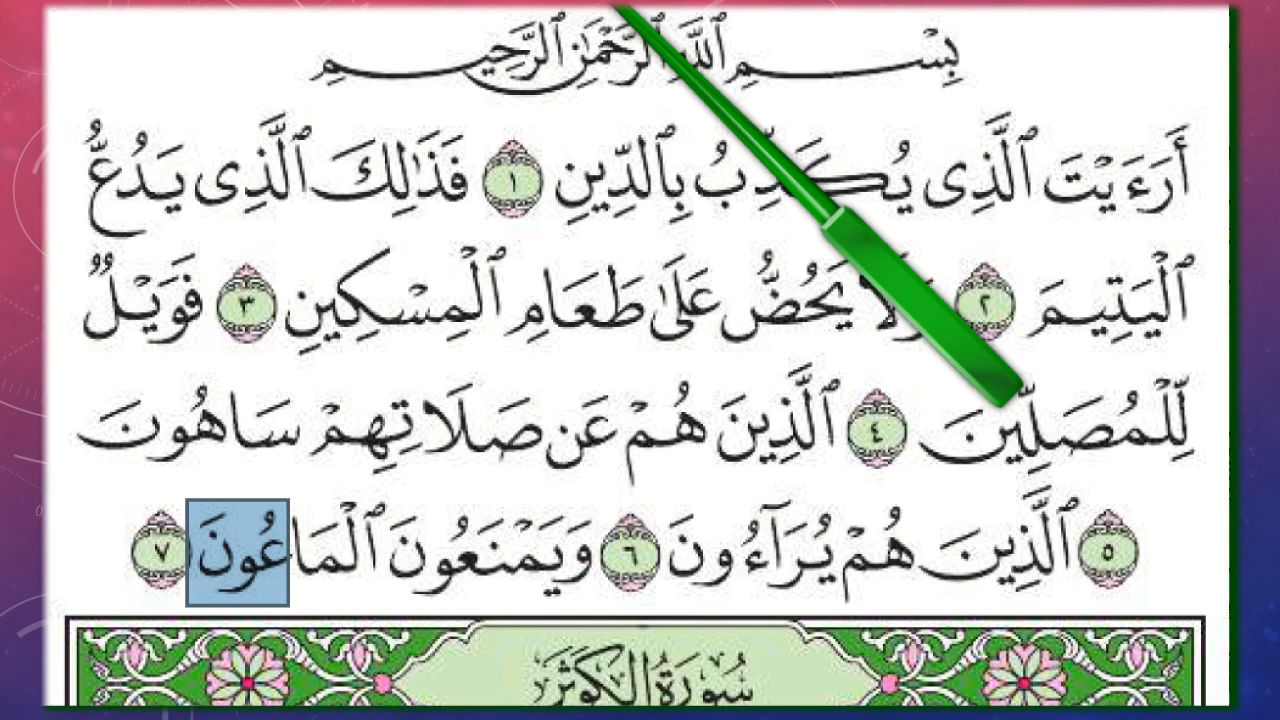 بِسْمِ ٱللَّهِ ٱلرَّحْمَٰنِ ٱلرَّحِيمِ
أَرَءَيْتَ ٱلَّذِى يُكَذِّبُ بِٱلدِّينِ ١ فَذَٰلِكَ ٱلَّذِى يَدُعُّ
ٱلْيَتِيمَ ٢ وَلَا يَحُضُّ عَلَىٰ طَعَامِ ٱلْمِسْكِينِ ٣ فَوَيْلٌ
لِّلْمُصَلِّينَ ٤ ٱلَّذِينَ هُمْ عَن صَلَاتِهِمْ سَاهُونَ
٥ ٱلَّذِينَ هُمْ يُرَآءُونَ ٦ وَيَمْنَعُونَ ٱلْمَاعُونَ ٧
سُورَةُ الكَوْثَرِ